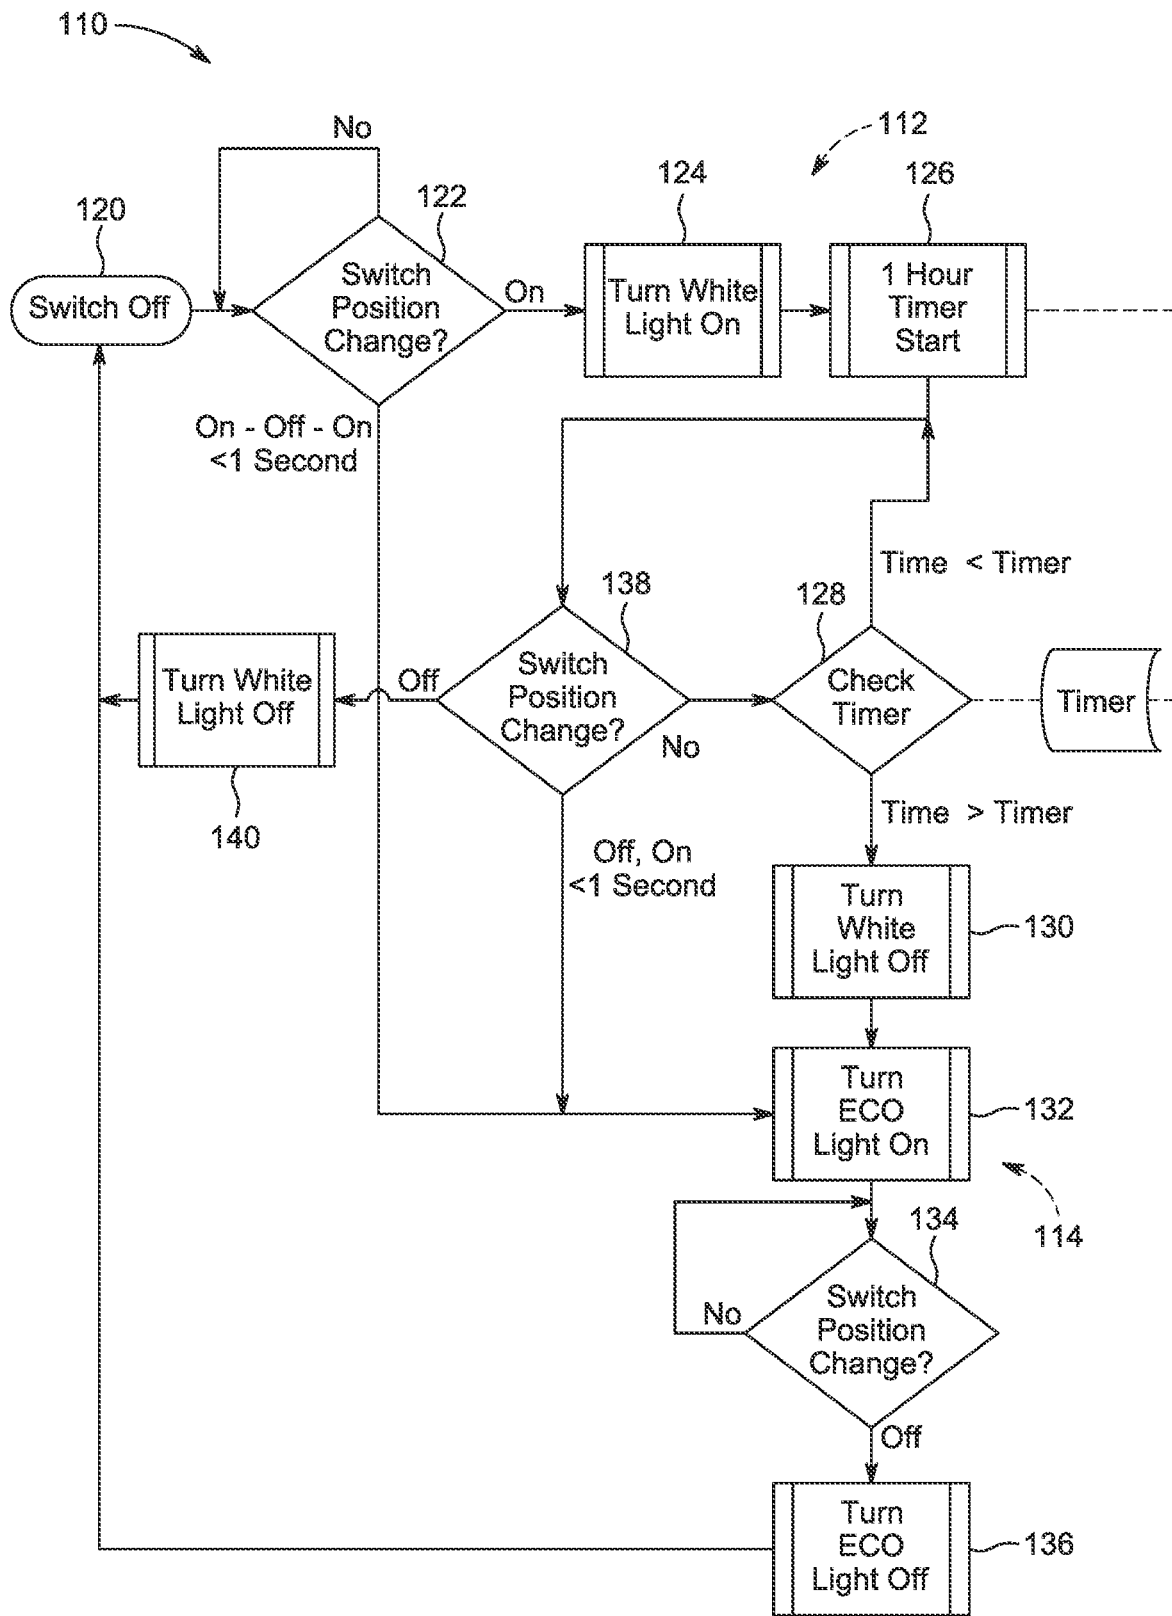 110
112
No
124
126
120
122
Switch Off
Switch
Position
Change?
On
Turn White
Light On
1 Hour
Timer
Start
On - Off - On
<1 Second
Time < Timer
138
128
Turn White
Light Off
Off
Switch
Position
Change?
No
Check
Timer
Timer
140
Time > Timer
Off, On
<1 Second
Turn
White
Light Off
130
Turn
ECO
Light On
132
114
134
No
Switch
Position
Change?
Off
Turn
ECO
Light Off
136